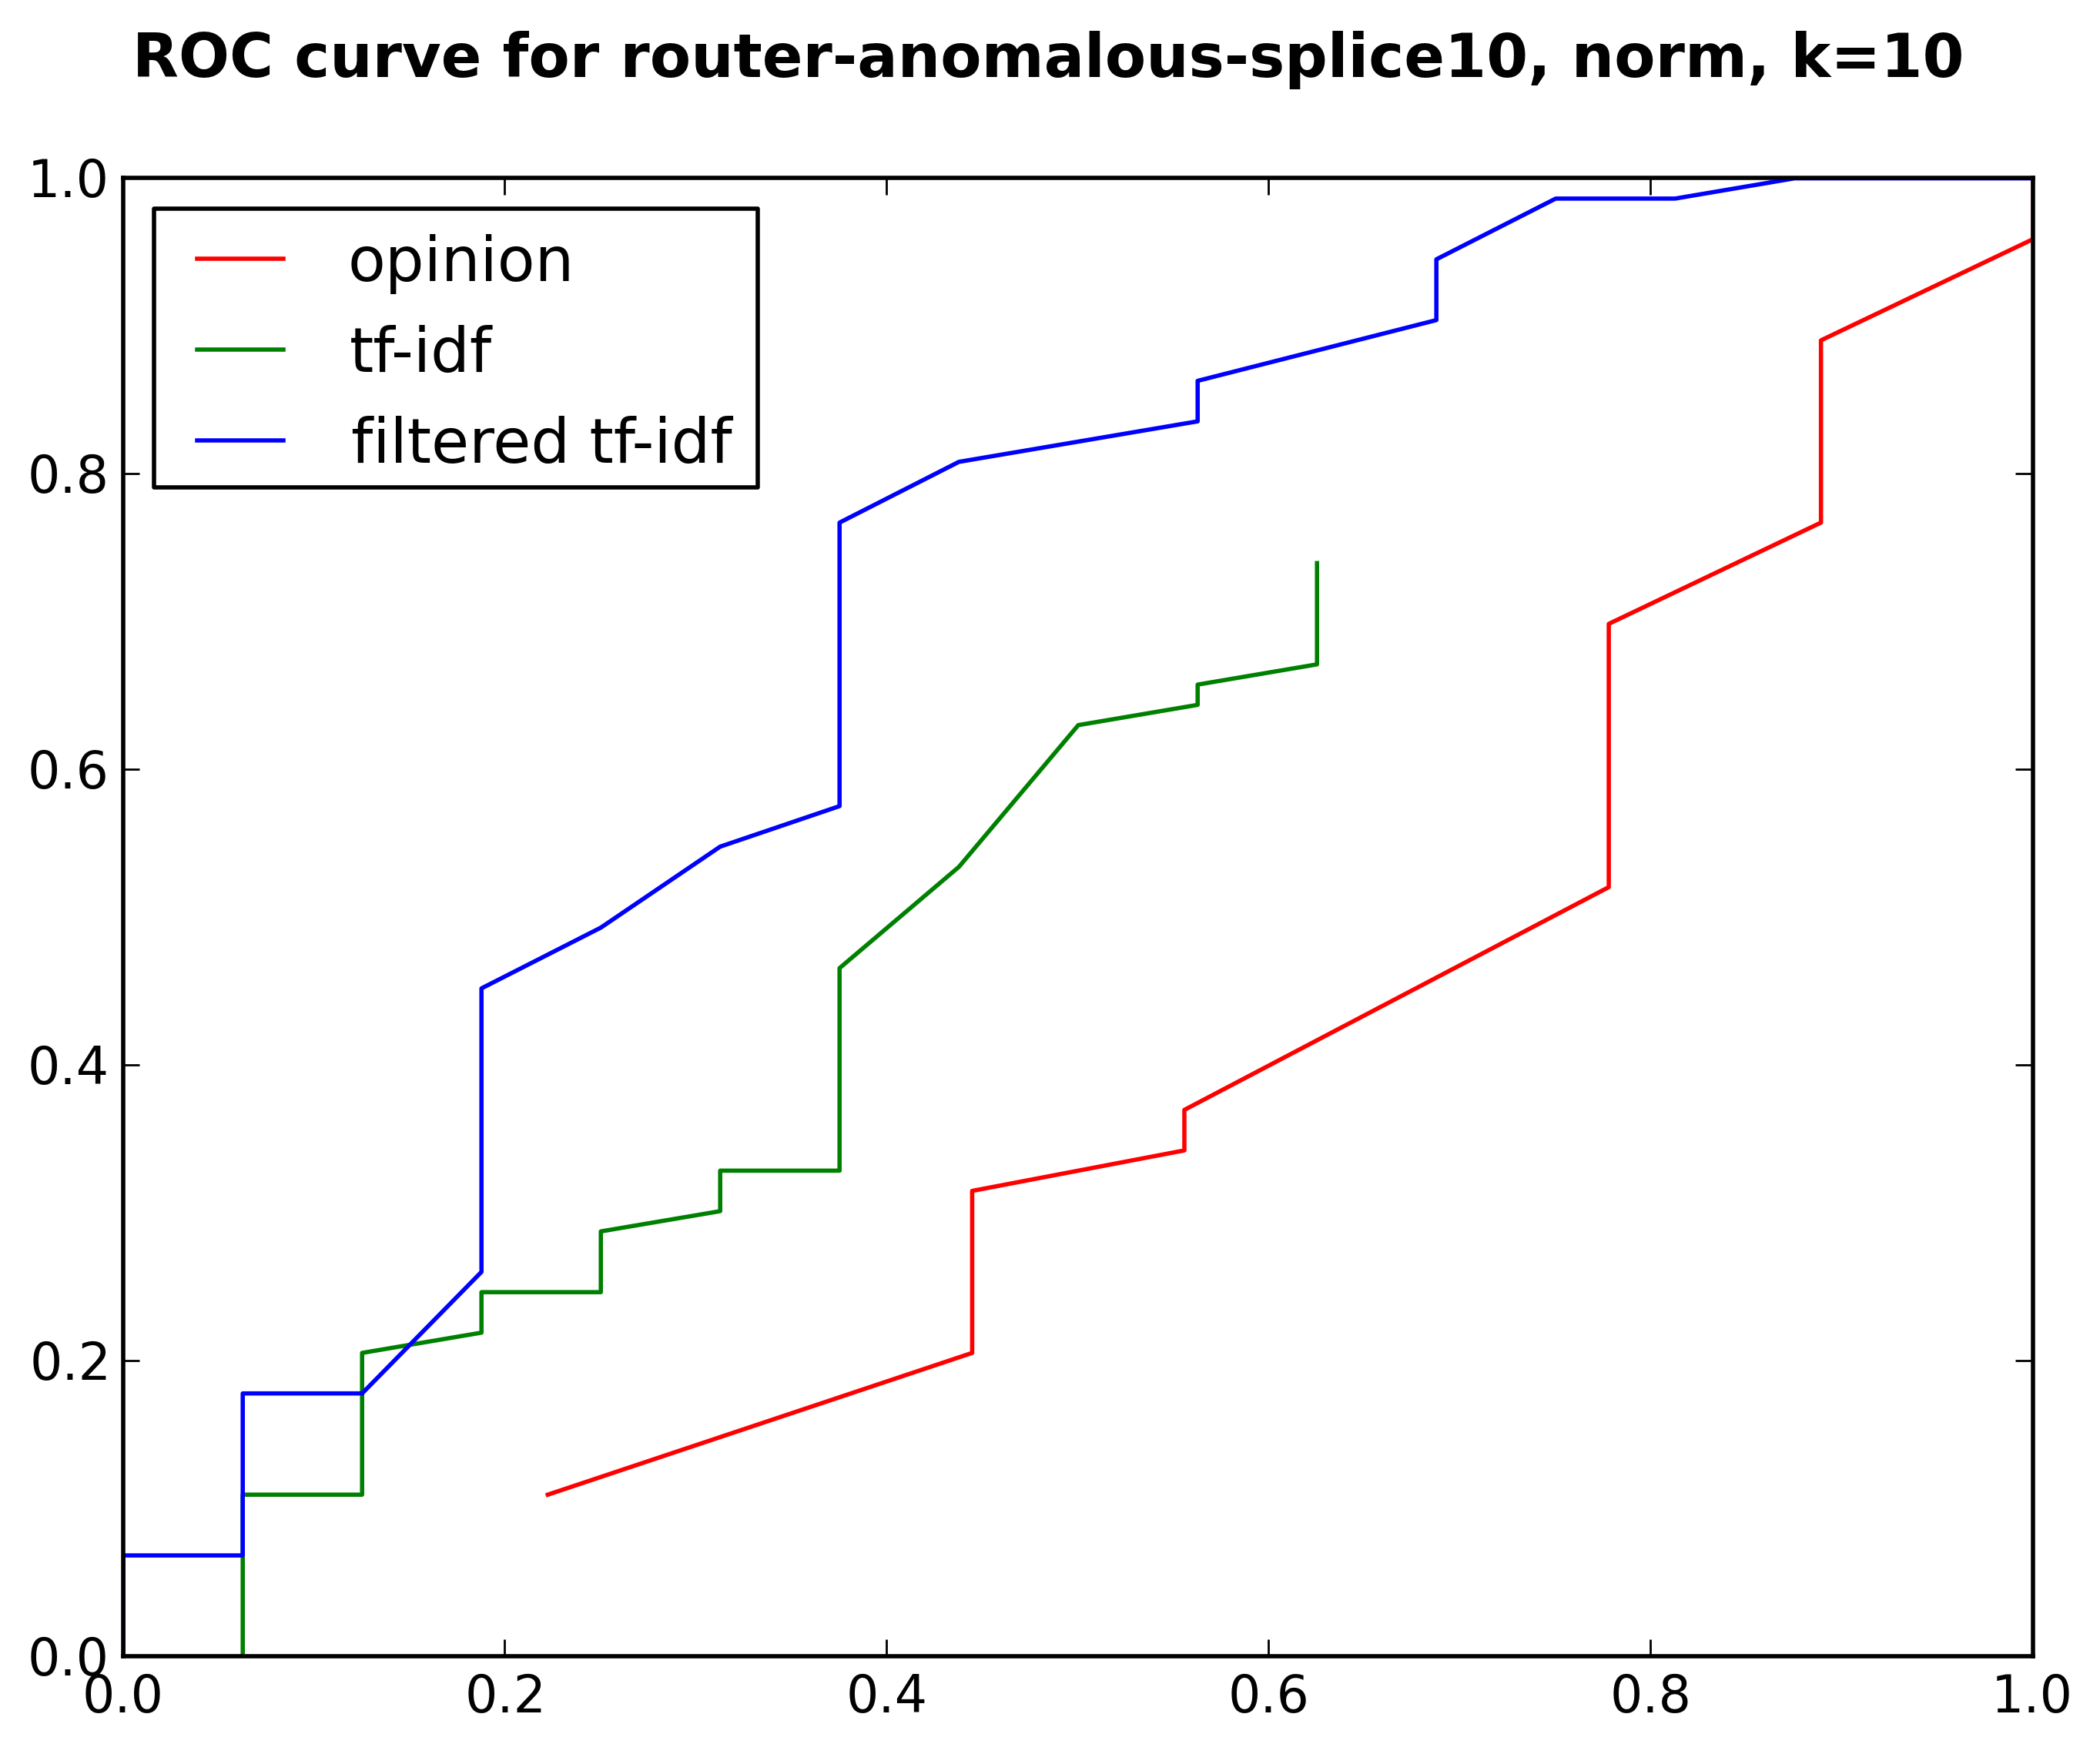 ROC curve for router-anomalous-splice10, norm, k=10
1.0
opinion
tf-idf
filtered tf-idf
0.8
0.6
0.4
0.2
0.0
0.0 0.2 0.4 0.6 0.8 1.0